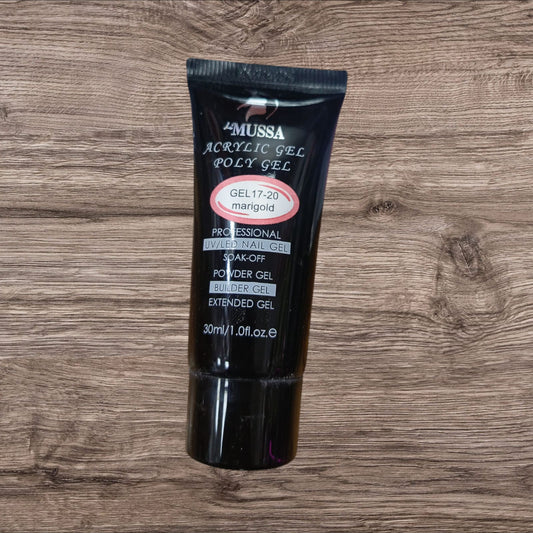 La MUSSA
ACRYLIC GEL
POLY GEL
GEL17-20
marigold
PROFESSIONAL
UV/LED NAIL GEL
SOAK-OFF
POWDER GEL
BUILDER GEL
EXTENDED GEL
30ml/1.0fl.oz.e